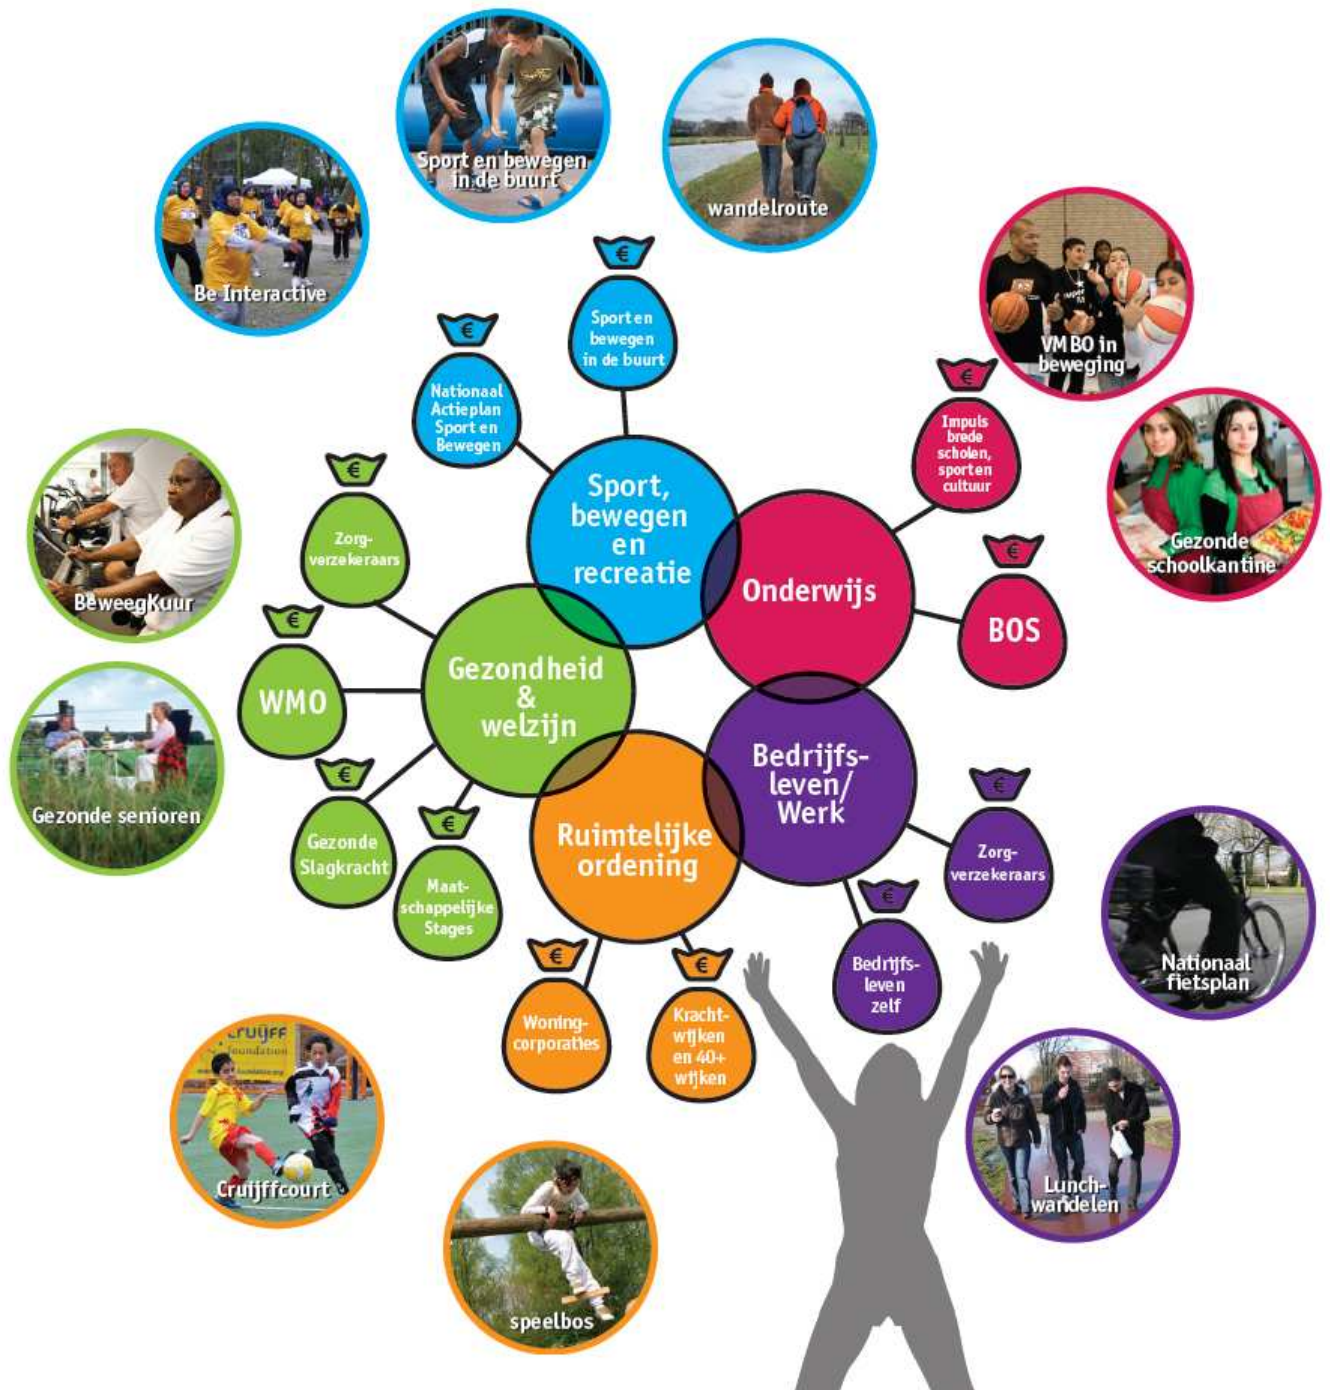 Sport en bewegen
in de buurt
wandelroute
Be Interactive
€
Sport en
bewegen
in de buurt
€
Nationaal
Actieplan
Sport en
Bewegen
VMBO in
beweging
€
Impuls
brede
scholen,
sport en
cultuur
Gezonde
schoolkantine
€
BOS
Sport,
bewegen
en
recreatie
Onderwijs
€
Zorg-
verzekeraars
BeweegKuur
€
WMO
Gezondheid
&
welzijn
Gezonde senioren
€
Gezonde
Slagkracht
€
Maat-
schappelijke
Stages
Bedrijfs-
leven/
Werk
Ruimtelijke
ordening
€
Zorg-
verzekeraars
€
Bedrijfs-
leven
zelf
€
Woning-
corporaties
€
Kracht-
wijken
en 40+
wijken
Nationaal
fietsplan
Lunch-
wandelen
cruijff
foundation
Cruijffcourt
speelbos